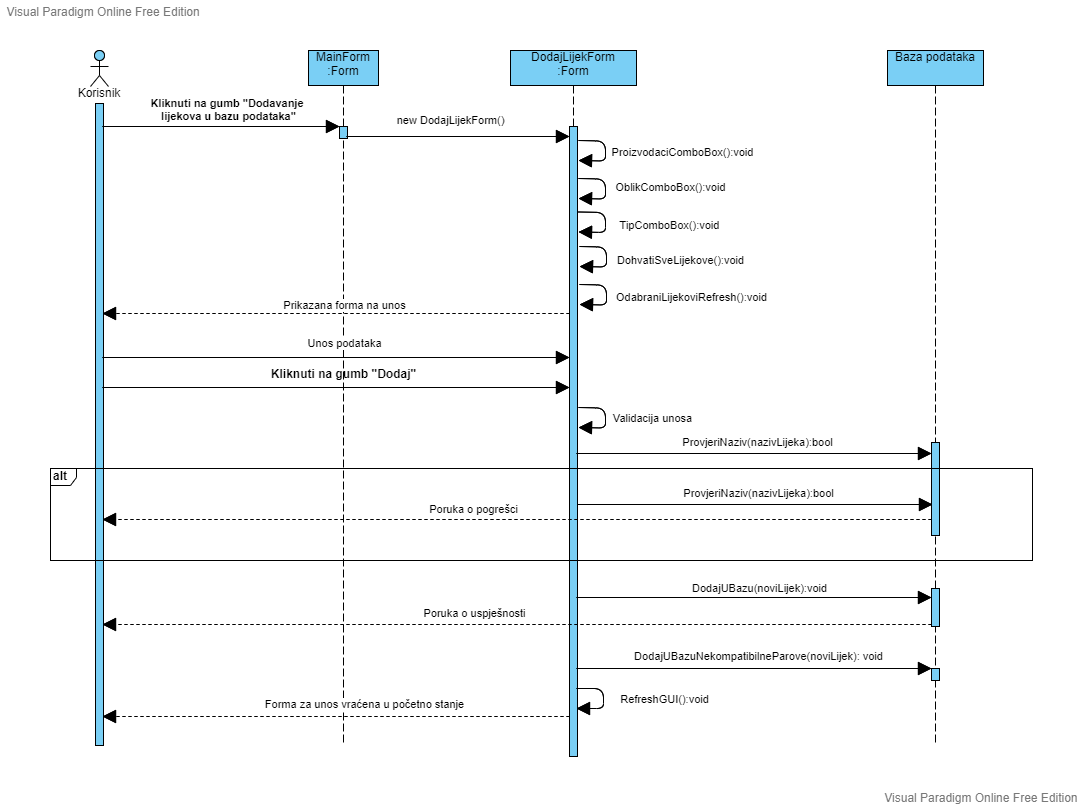 Visual Paradigm Online Free Edition
MainForm
:Form
DodajLijekForm
:Form
Baza podataka
Korisnik
Kliknuti na gumb "Dodavanje
lijekova u bazu podataka"
new DodajLijekForm()
ProizvodaciComboBox():void
OblikComboBox():void
TipComboBox():void
DohvatiSveLijekove():void
OdabraniLijekoviRefresh():void
Prikazana forma na unos
Unos podataka
Kliknuti na gumb "Dodaj"
Validacija unosa
ProvjeriNaziv(nazivLijeka):bool
alt
ProvjeriNaziv(nazivLijeka):bool
Poruka o pogrešci
DodajUBazu(noviLijek):void
Poruka o uspješnosti
DodajUBazuNekompatibilneParove(noviLijek): void
RefreshGUI():void
Forma za unos vraćena u početno stanje
Visual Paradigm Online Free Edition